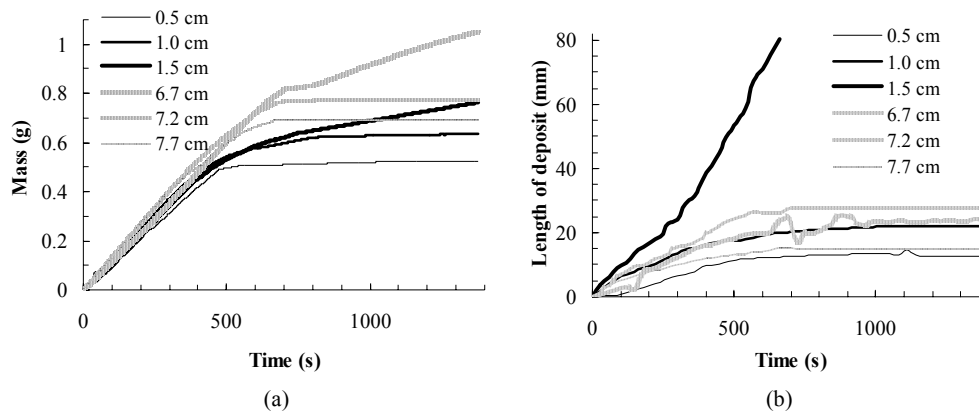 0.5 cm
1.0 cm
1.5 cm
6.7 cm
7.2 cm
7.7 cm
1
0.8
0.6
0.4
0.2
0
0
500
1000
Mass (g)
Time (s)
(a)
0.5 cm
1.0 cm
1.5 cm
6.7 cm
7.2 cm
7.7 cm
80
60
40
20
0
0
500
1000
Length of deposit (mm)
Time (s)
(b)